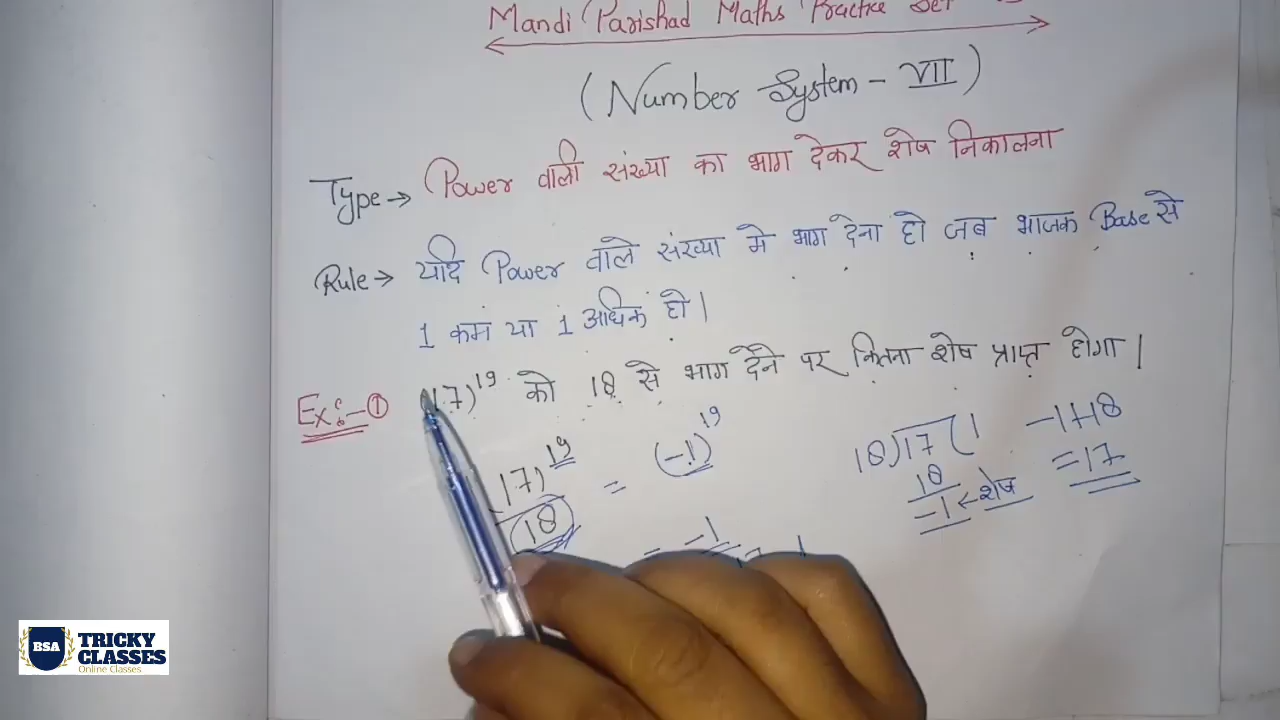 Mandi Parishad Maths Practice Set
(Number System - VII)
Type → Power वाली संख्या का भाग देकर शेष निकालना
Rule → यदि Power वाले संख्या मे भाग देना हो जब भाजक Base से
1 कम या 1 अधिक हो।
Ex:-① (17)^19 को 18 से भाग देने पर कितना शेष प्राप्त होगा।
17)^19 / (18) = (-1)^19
= -1
18)17(1
18
-1 ← शेष
-1+18
=17
BSA TRICKY CLASSES
Online Classes